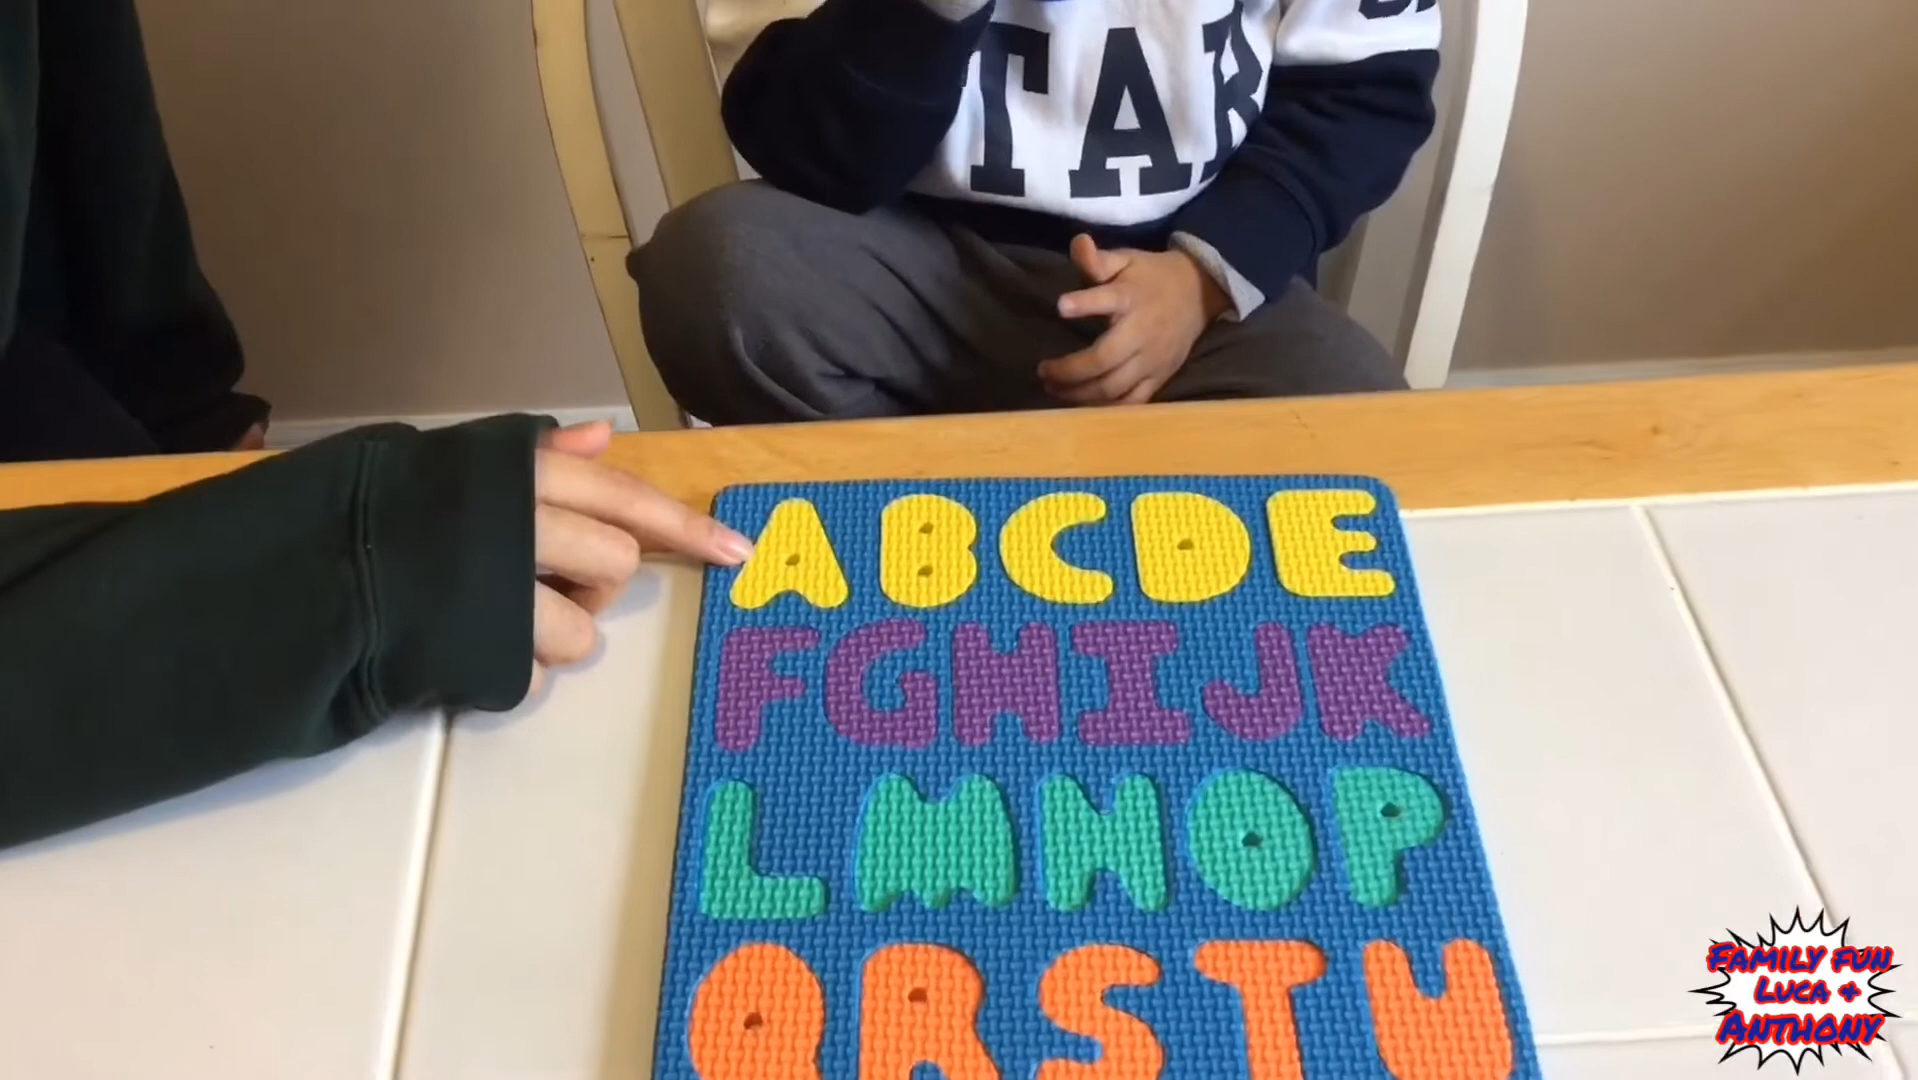 TAR
ABCDE
FGHIJK
LMNOP
QRSTU
FAMILY FUN
LUCA +
ANTHONY